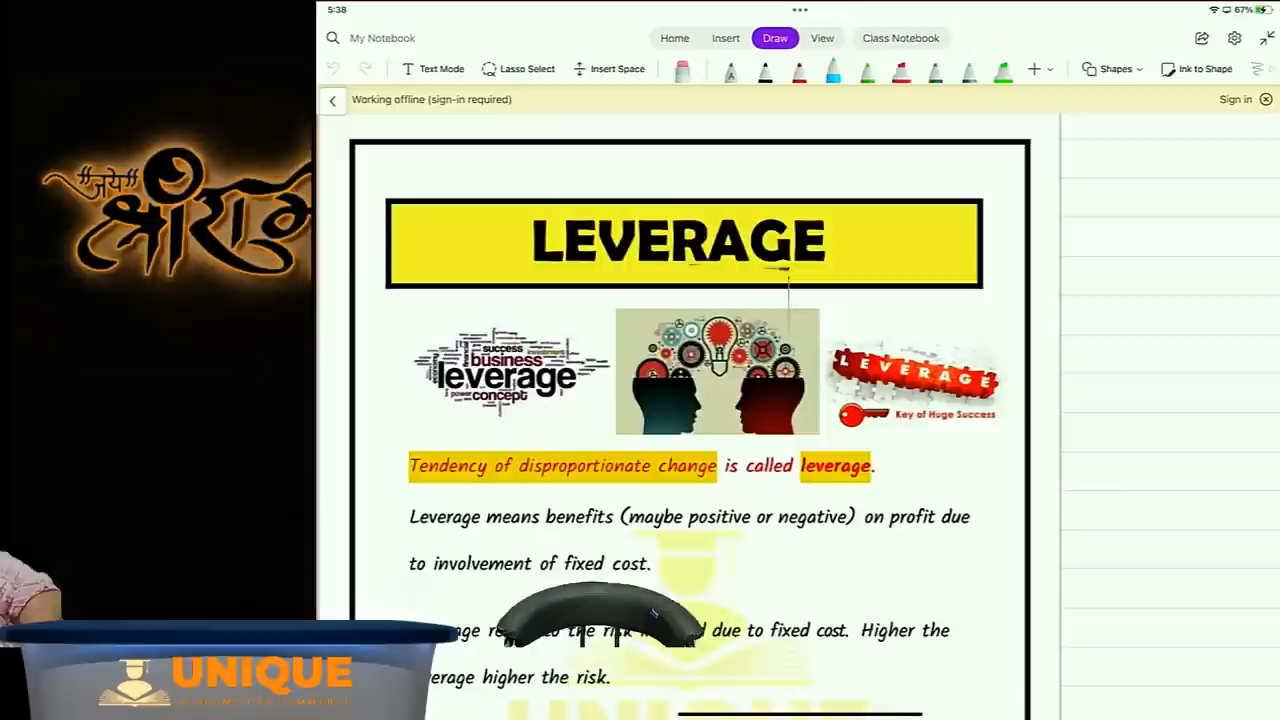 5:38
67%
My Notebook
Home Insert Draw View Class Notebook
Text Mode Lasso Select Insert Space Shapes Ink to Shape
Working offline (sign-in required) Sign in
#जय#
श्रीराम
LEVERAGE
success
business
leverage
power concept
LEVERAGE
Key of Huge Success
Tendency of disproportionate change is called leverage.
Leverage means benefits (maybe positive or negative) on profit due
to involvement of fixed cost.
due to fixed cost. Higher the
higher the risk.
UNIQUE
UNIQUE